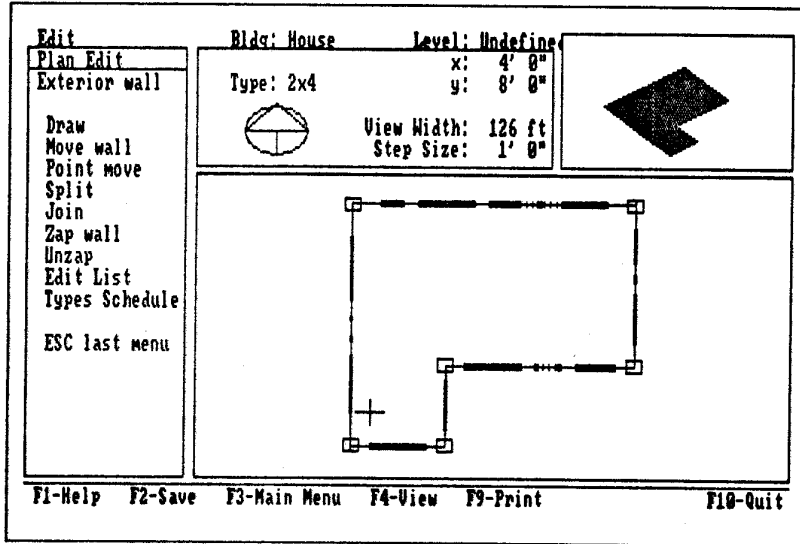 Edit
Plan Edit
Exterior wall
Draw
Move wall
Point move
Split
Join
Zap wall
Unzap
Edit List
Types Schedule
ESC last menu
Bldg: House Level: Undefine
x: 4' 0"
Type: 2x4 y: 8' 0"
View Width: 126 ft
Step Size: 1' 0"
F1-Help F2-Save F3-Main Menu F4-View F9-Print F10-Quit